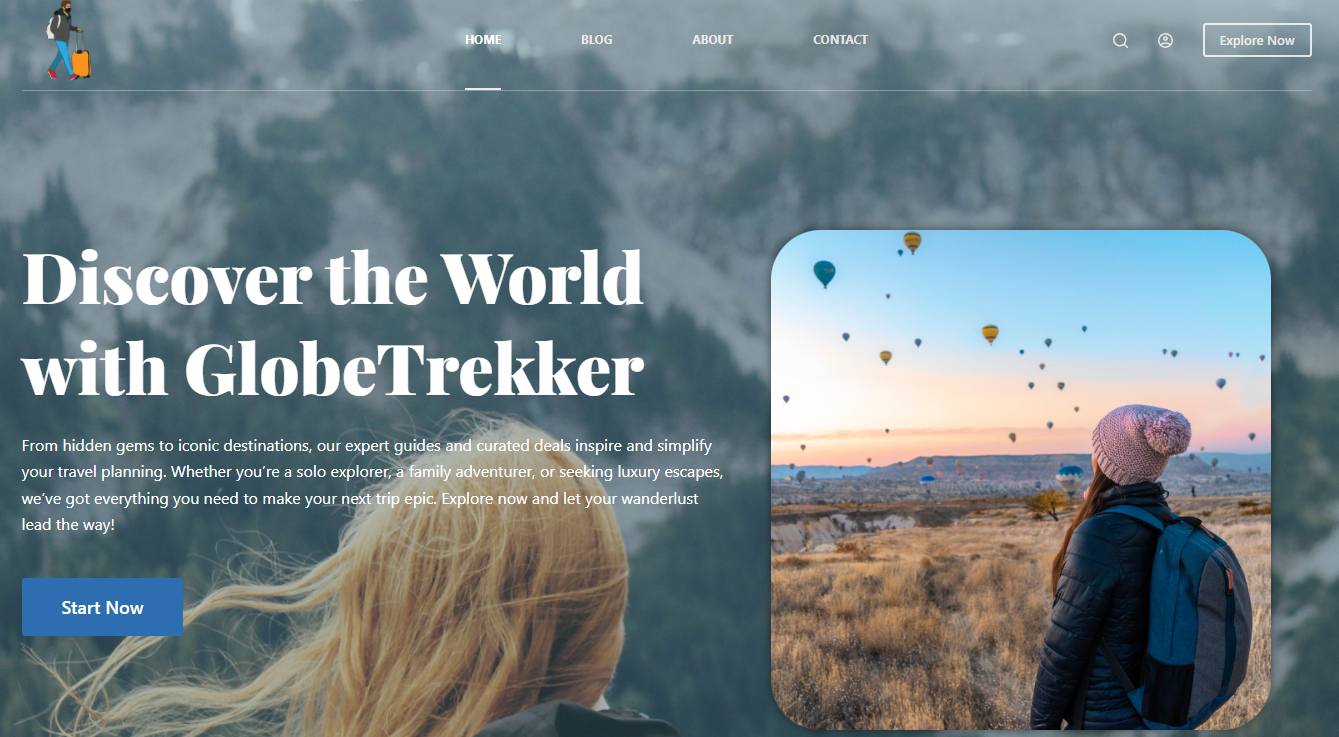 HOME
BLOG
ABOUT
CONTACT
Explore Now
Discover the World
with GlobeTrekker
From hidden gems to iconic destinations, our expert guides and curated deals inspire and simplify
your travel planning. Whether you’re a solo explorer, a family adventurer, or seeking luxury escapes,
we’ve got everything you need to make your next trip epic. Explore now and let your wanderlust
lead the way!
Start Now